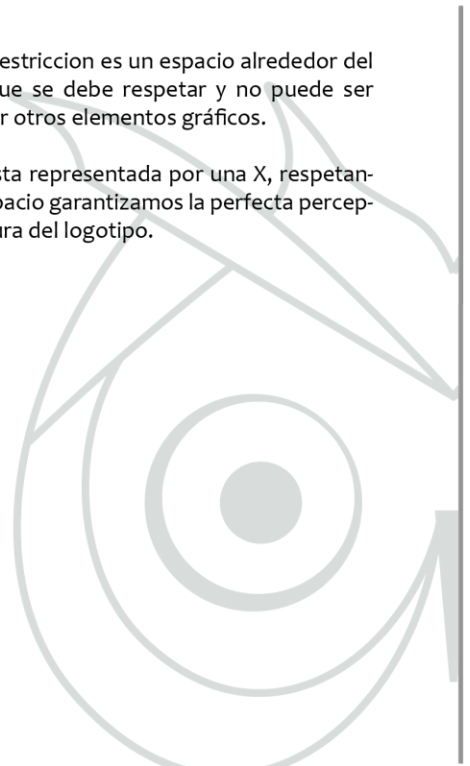 estriccion es un espacio alrededor del
ue se debe respetar y no puede ser
r otros elementos gráficos.
sta representada por una X, respetan-
pacio garantizamos la perfecta percep-
ura del logotipo.